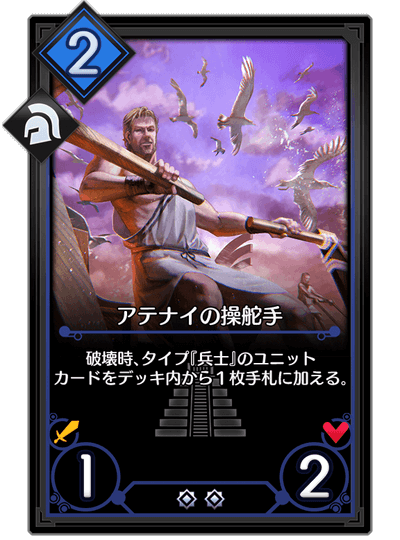 2
アテナイの操舵手
破壊時、タイプ『兵士』のユニット
カードをデッキ内から1枚手札に加える。
1
2